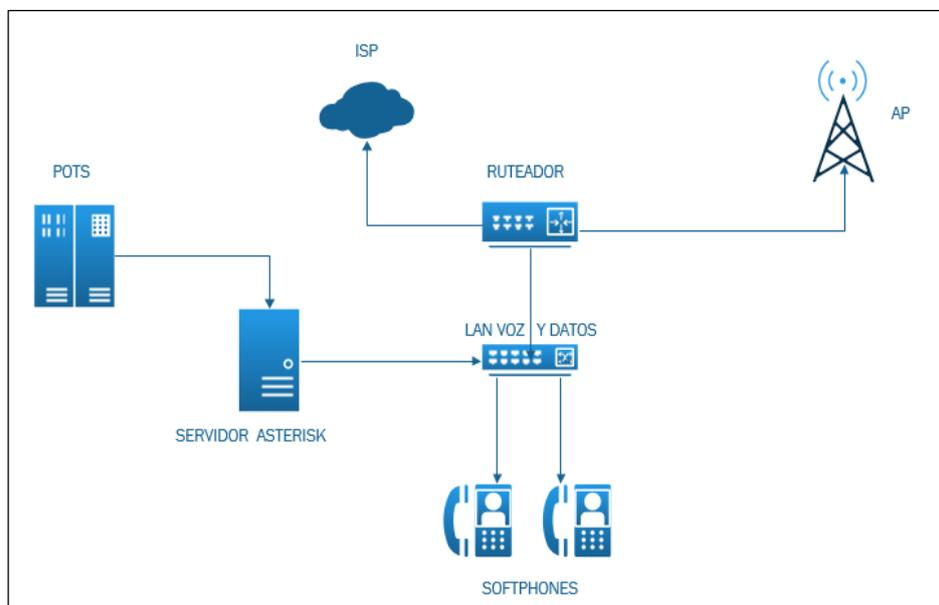 ISP
AP
POTS
RUTEADOR
LAN VOZ Y DATOS
SERVIDOR ASTERISK
SOFTPHONES